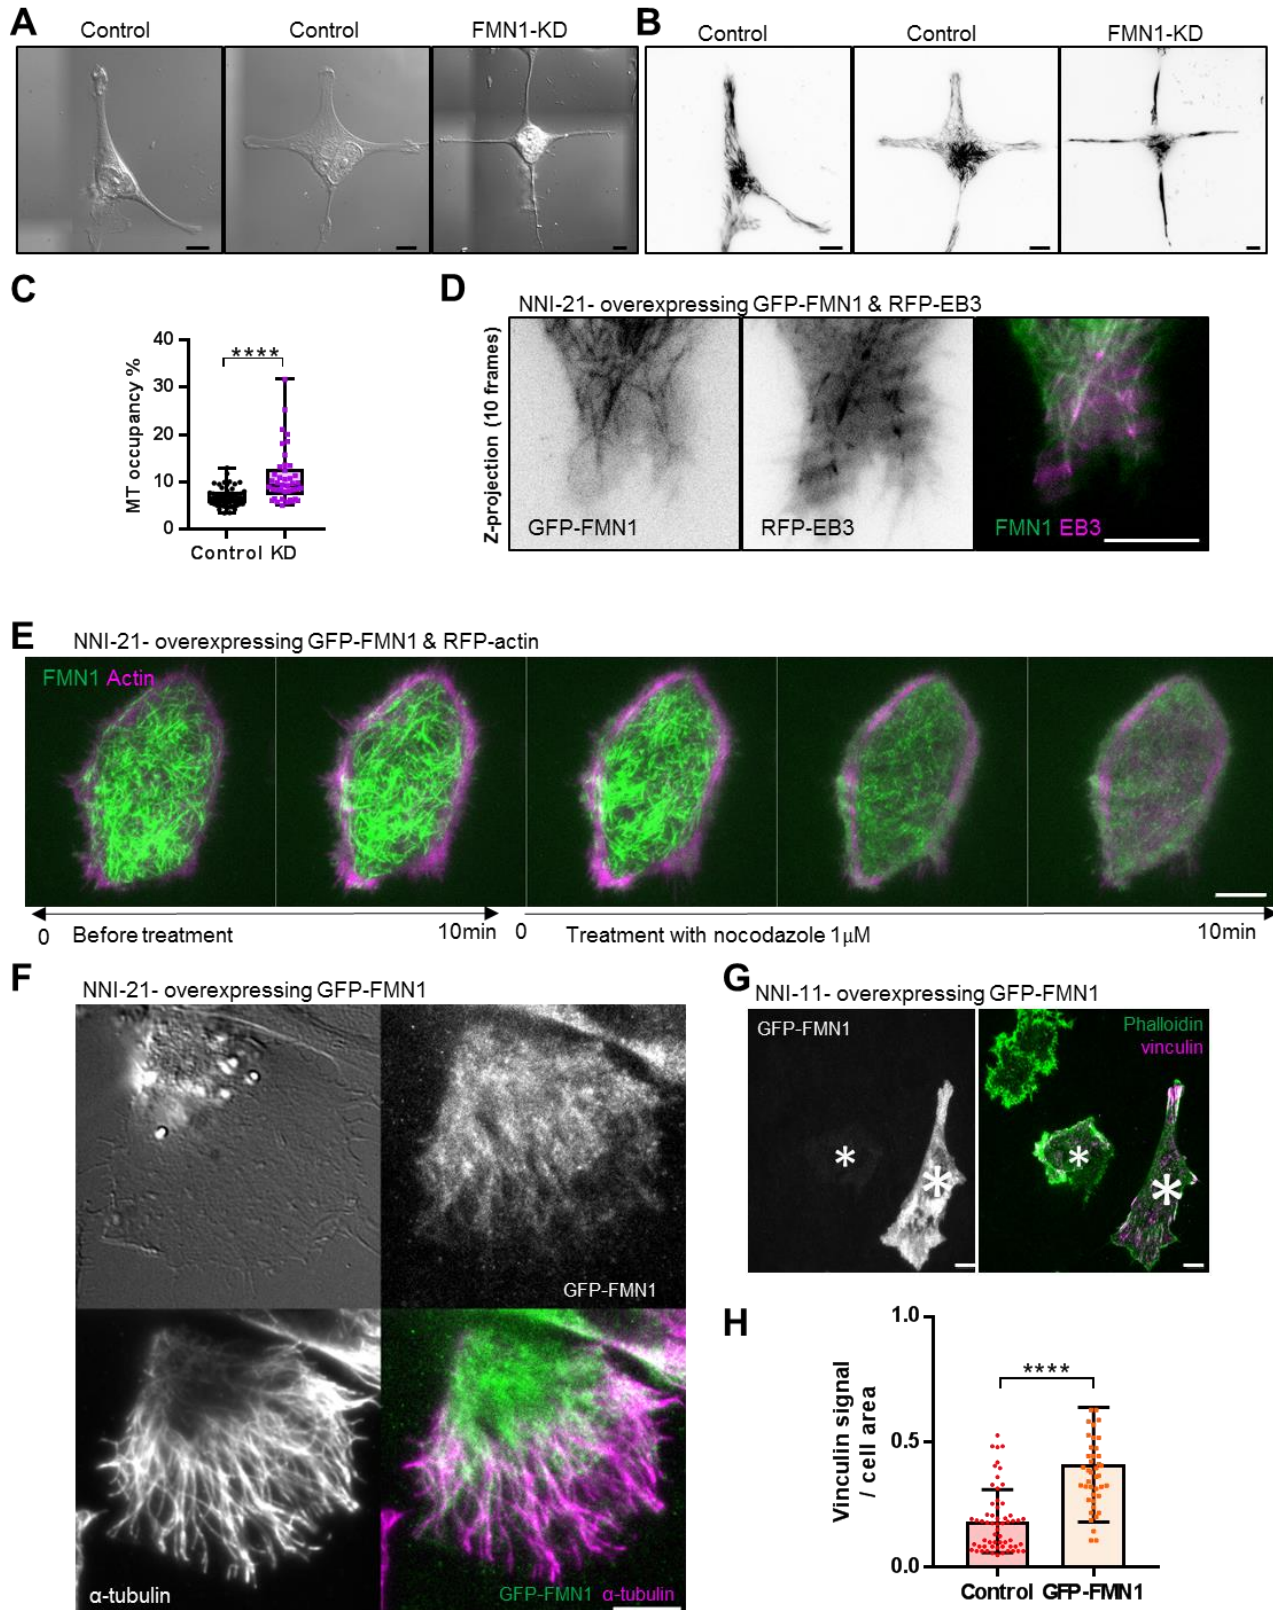 A
Control
Control
FMN1-KD
B
Control
Control
FMN1-KD
C
MT occupancy %
40
30
20
10
0
****
Control KD
D
NNI-21- overexpressing GFP-FMN1 & RFP-EB3
Z-projection (10 frames)
GFP-FMN1
RFP-EB3
FMN1 EB3
E
NNI-21- overexpressing GFP-FMN1 & RFP-actin
FMN1 Actin
0 Before treatment 10min
0 Treatment with nocodazole 1µM 10min
F
NNI-21- overexpressing GFP-FMN1
GFP-FMN1
α-tubulin
GFP-FMN1 α-tubulin
G
NNI-11- overexpressing GFP-FMN1
GFP-FMN1
*
*
Phalloidin
vinculin
*
*
H
Vinculin signal
/ cell area
1.0
0.5
0.0
****
Control GFP-FMN1